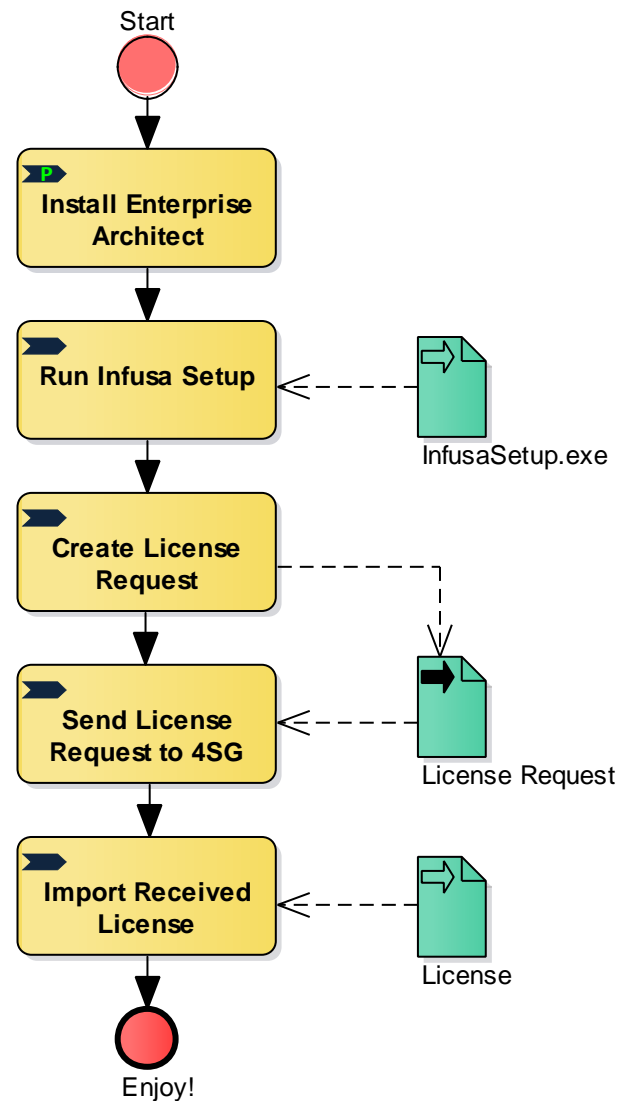 Start
P
Install Enterprise
Architect
Run Infusa Setup
InfusaSetup.exe
Create License
Request
Send License
Request to 4SG
License Request
Import Received
License
License
Enjoy!